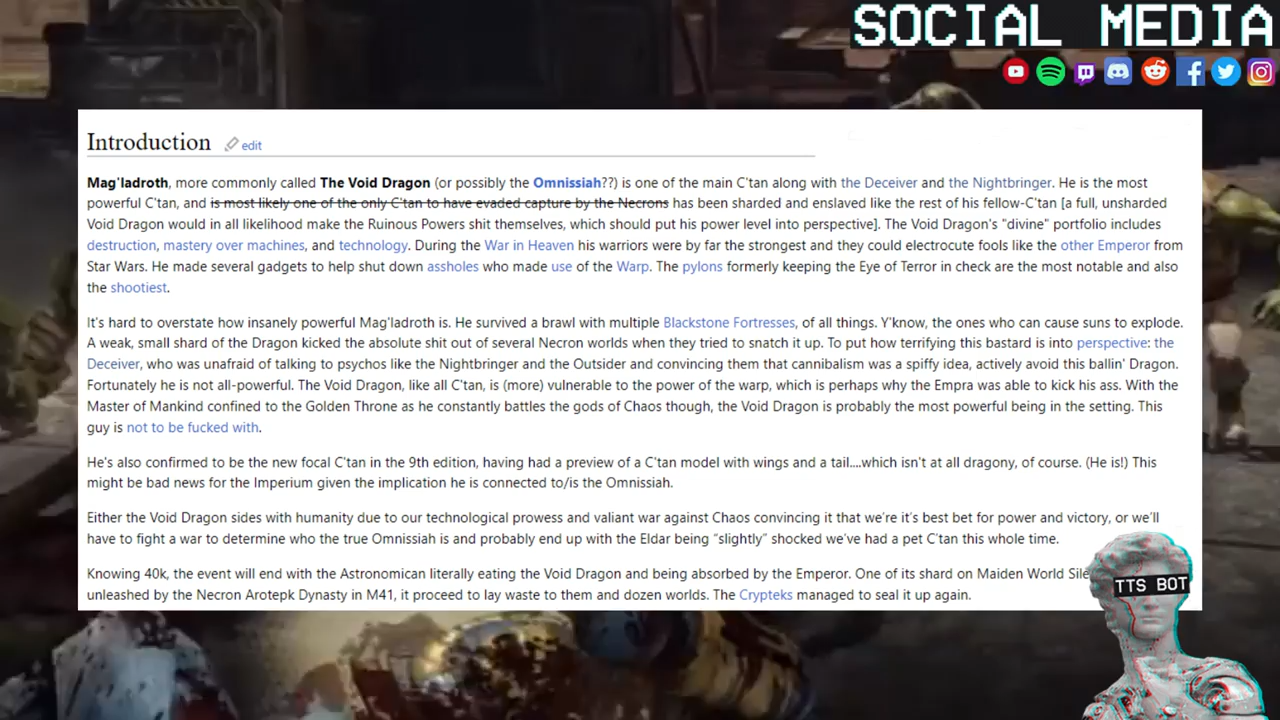 SOCIAL MEDIA
Introduction edit
Mag'ladroth, more commonly called The Void Dragon (or possibly the Omnissiah??) is one of the main C'tan along with the Deceiver and the Nightbringer. He is the most
powerful C'tan, and is most likely one of the only C'tan to have evaded capture by the Necrons has been sharded and enslaved like the rest of his fellow-C'tan [a full, unsharded
Void Dragon would in all likelihood make the Ruinous Powers shit themselves, which should put his power level into perspective]. The Void Dragon's "divine" portfolio includes
destruction, mastery over machines, and technology. During the War in Heaven his warriors were by far the strongest and they could electrocute fools like the other Emperor from
Star Wars. He made several gadgets to help shut down assholes who made use of the Warp. The pylons formerly keeping the Eye of Terror in check are the most notable and also
the shootiest.
It's hard to overstate how insanely powerful Mag'ladroth is. He survived a brawl with multiple Blackstone Fortresses, of all things. Y'know, the ones who can cause suns to explode.
A weak, small shard of the Dragon kicked the absolute shit out of several Necron worlds when they tried to snatch it up. To put how terrifying this bastard is into perspective: the
Deceiver, who was unafraid of talking to psychos like the Nightbringer and the Outsider and convincing them that cannibalism was a spiffy idea, actively avoid this ballin' Dragon.
Fortunately he is not all-powerful. The Void Dragon, like all C'tan, is (more) vulnerable to the power of the warp, which is perhaps why the Empra was able to kick his ass. With the
Master of Mankind confined to the Golden Throne as he constantly battles the gods of Chaos though, the Void Dragon is probably the most powerful being in the setting. This
guy is not to be fucked with.
He's also confirmed to be the new focal C'tan in the 9th edition, having had a preview of a C'tan model with wings and a tail....which isn't at all dragony, of course. (He is!) This
might be bad news for the Imperium given the implication he is connected to/is the Omnissiah.
Either the Void Dragon sides with humanity due to our technological prowess and valiant war against Chaos convincing it that we're it's best bet for power and victory, or we'll
have to fight a war to determine who the true Omnissiah is and probably end up with the Eldar being "slightly" shocked we've had a pet C'tan this whole time.
Knowing 40k, the event will end with the Astronomican literally eating the Void Dragon and being absorbed by the Emperor. One of its shard on Maiden World
unleashed by the Necron Arotepk Dynasty in M41, it proceed to lay waste to them and dozen worlds. The Crypteks managed to seal it up again.
TTS BOT